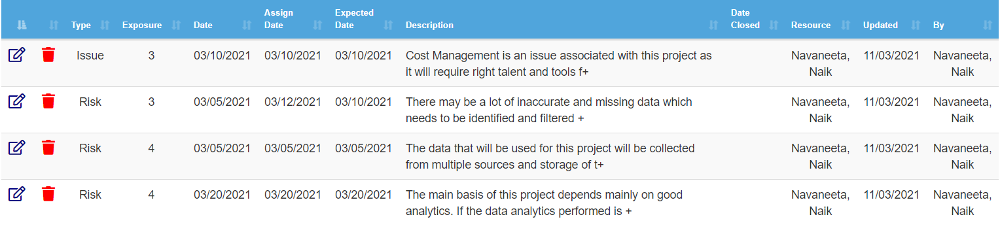 Type Exposure Date Assign Date Expected Date Description Date Closed Resource Updated By
Issue 3 03/10/2021 03/10/2021 03/10/2021 Cost Management is an issue associated with this project as Navaneeta, 11/03/2021 Navaneeta,
it will require right talent and tools f+ Naik Naik
Risk 3 03/05/2021 03/12/2021 03/10/2021 There may be a lot of inaccurate and missing data which Navaneeta, 11/03/2021 Navaneeta,
needs to be identified and filtered + Naik Naik
Risk 4 03/05/2021 03/05/2021 03/05/2021 The data that will be used for this project will be collected Navaneeta, 11/03/2021 Navaneeta,
from multiple sources and storage of t+ Naik Naik
Risk 4 03/20/2021 03/20/2021 03/20/2021 The main basis of this project depends mainly on good Navaneeta, 11/03/2021 Navaneeta,
analytics. If the data analytics performed is + Naik Naik